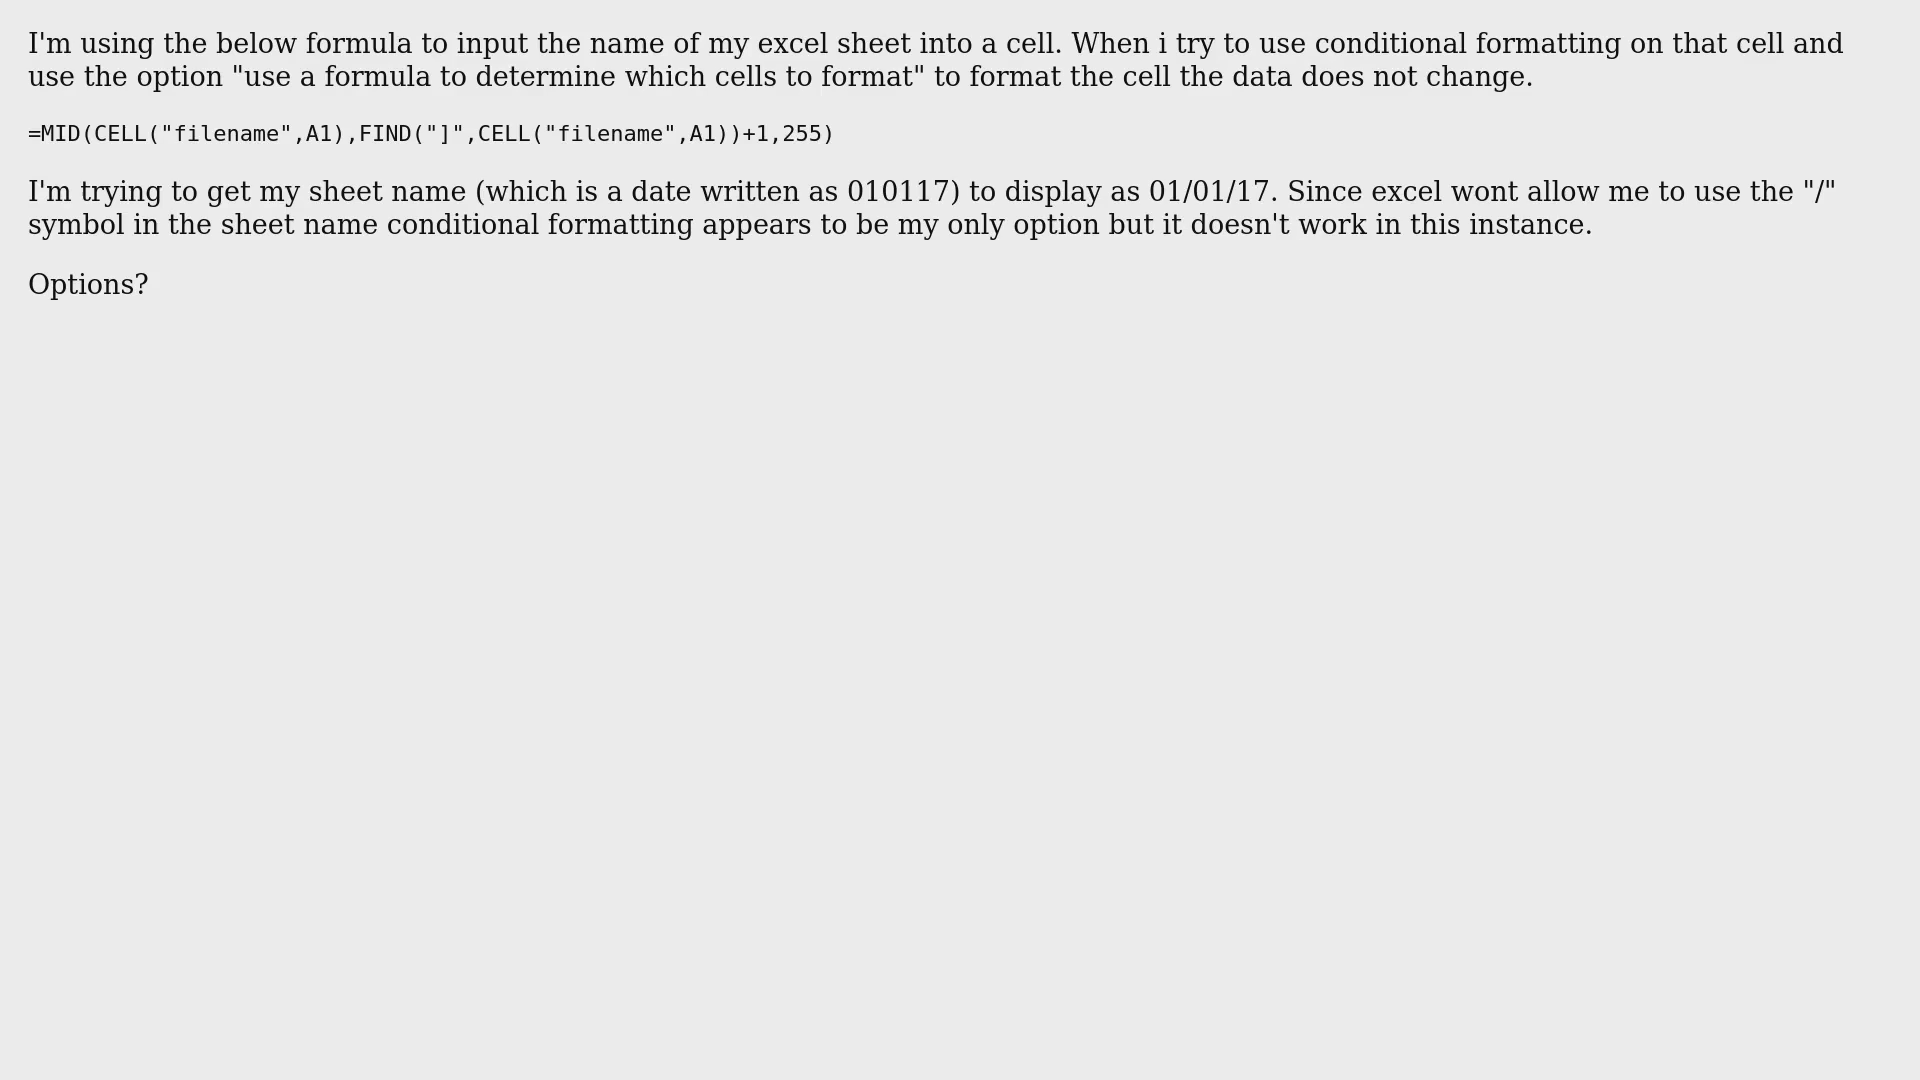 I'm using the below formula to input the name of my excel sheet into a cell. When i try to use conditional formatting on that cell and
use the option "use a formula to determine which cells to format" to format the cell the data does not change.
=MID(CELL("filename",A1),FIND("]",CELL("filename",A1))+1,255)
I'm trying to get my sheet name (which is a date written as 010117) to display as 01/01/17. Since excel wont allow me to use the "/"
symbol in the sheet name conditional formatting appears to be my only option but it doesn't work in this instance.
Options?